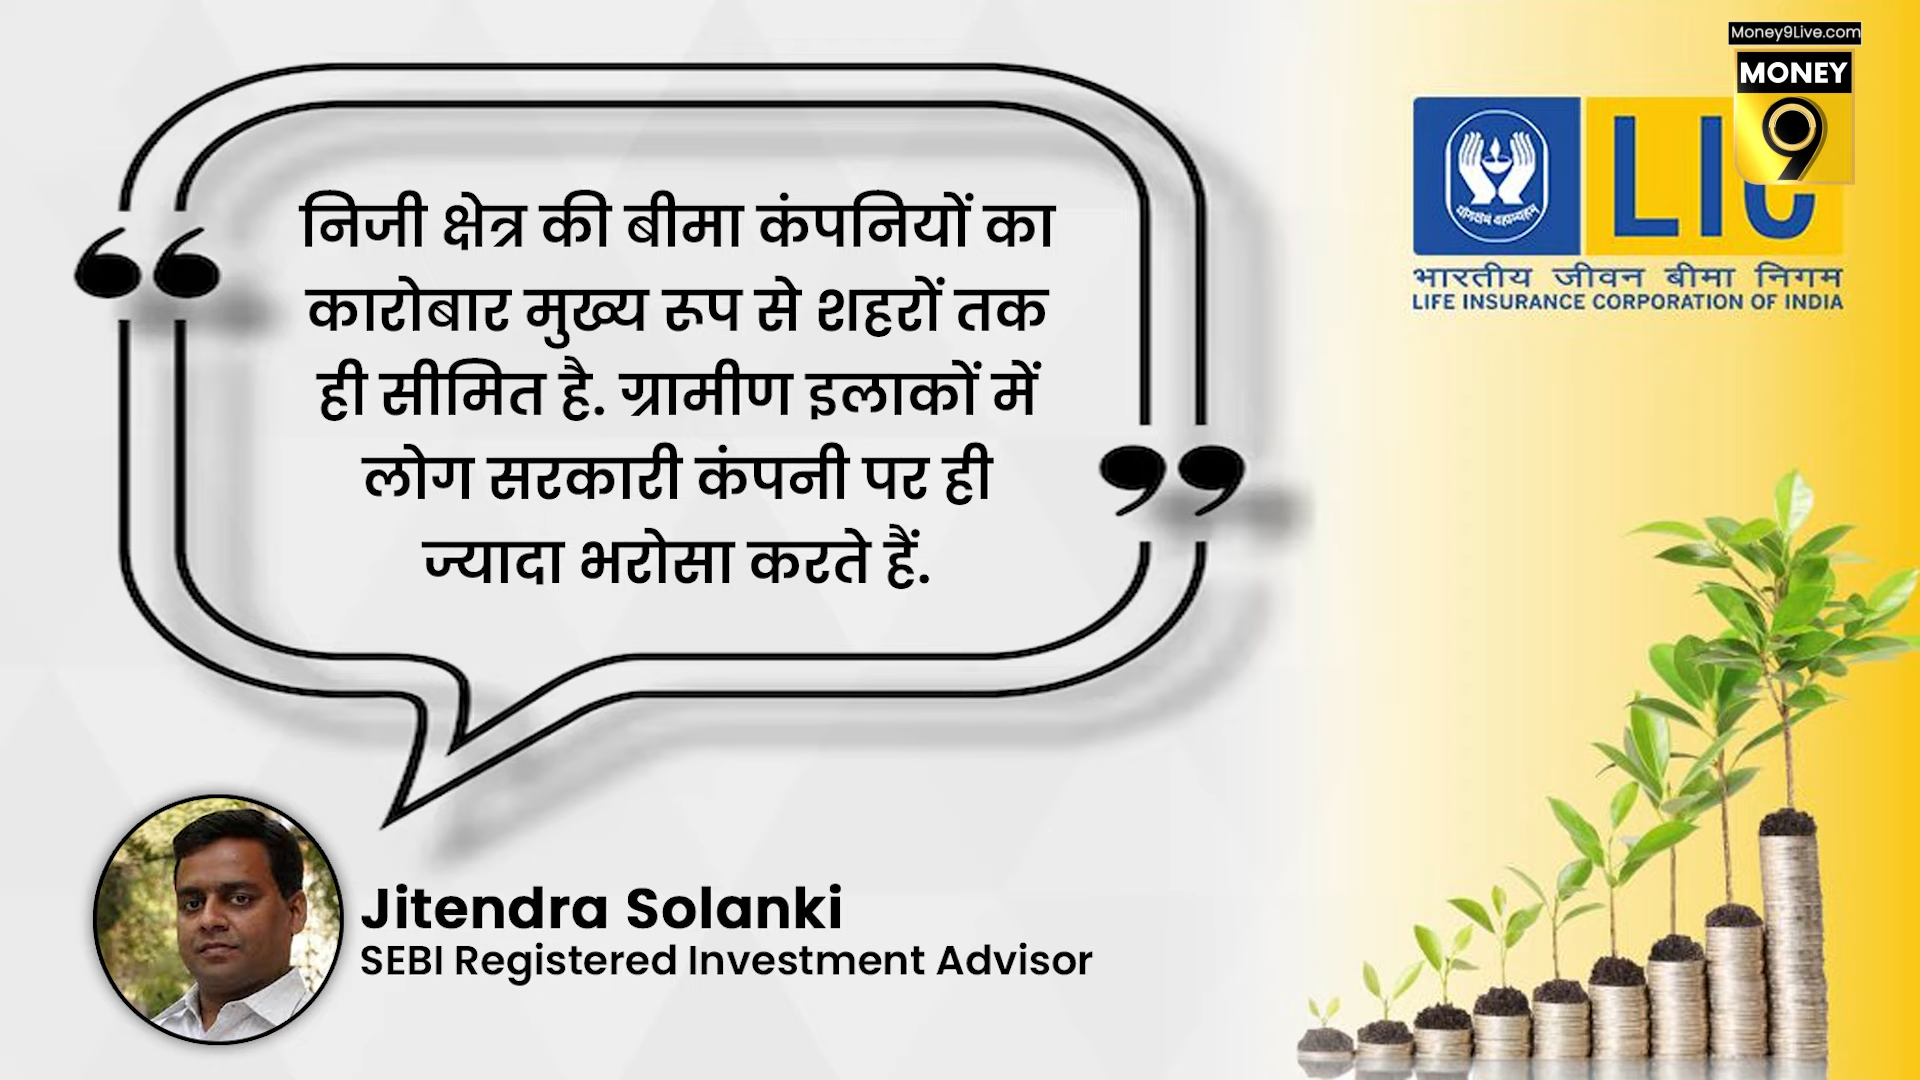 Money9Live.com
MONEY
9
LIC
भारतीय जीवन बीमा निगम
LIFE INSURANCE CORPORATION OF INDIA
निजी क्षेत्र की बीमा कंपनियों का
कारोबार मुख्य रूप से शहरों तक
ही सीमित है. ग्रामीण इलाकों में
लोग सरकारी कंपनी पर ही
ज्यादा भरोसा करते हैं.
Jitendra Solanki
SEBI Registered Investment Advisor